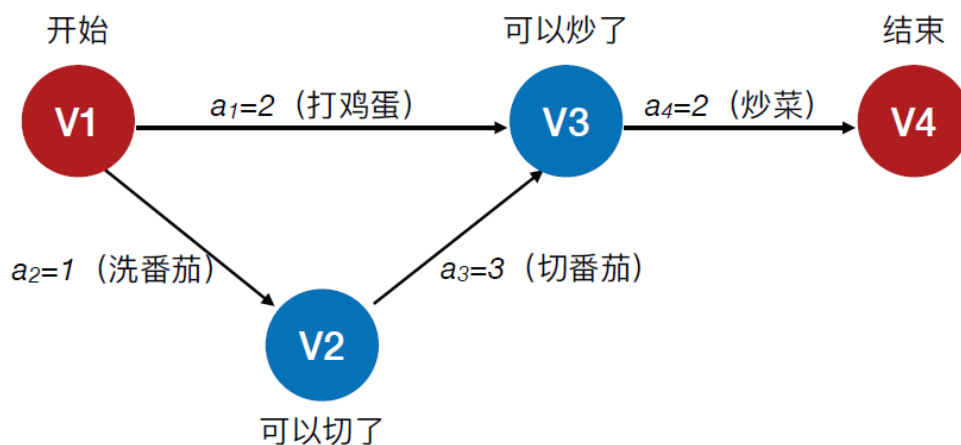 开始
可以炒了
结束
V1
a₁=2（打鸡蛋）
V3
a₄=2（炒菜）
V4
a₂=1（洗番茄）
a₃=3（切番茄）
V2
可以切了